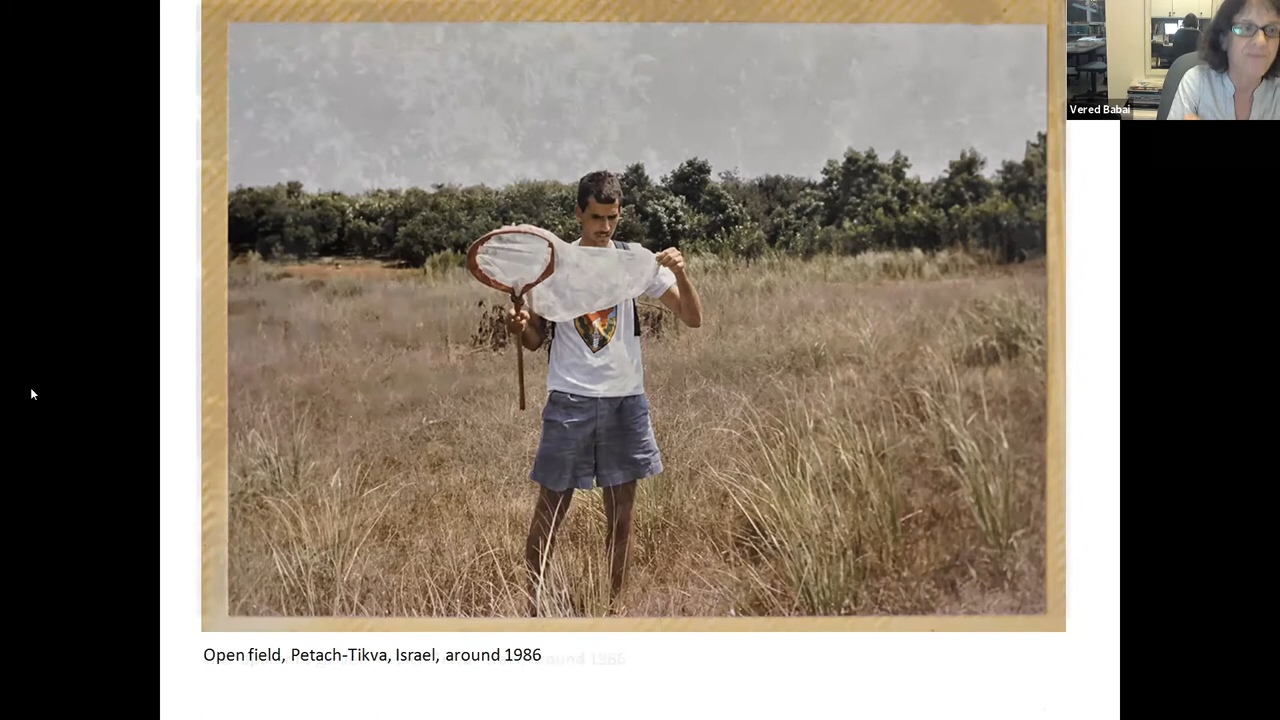 Vered Babai
Open field, Petach-Tikva, Israel, around 1986